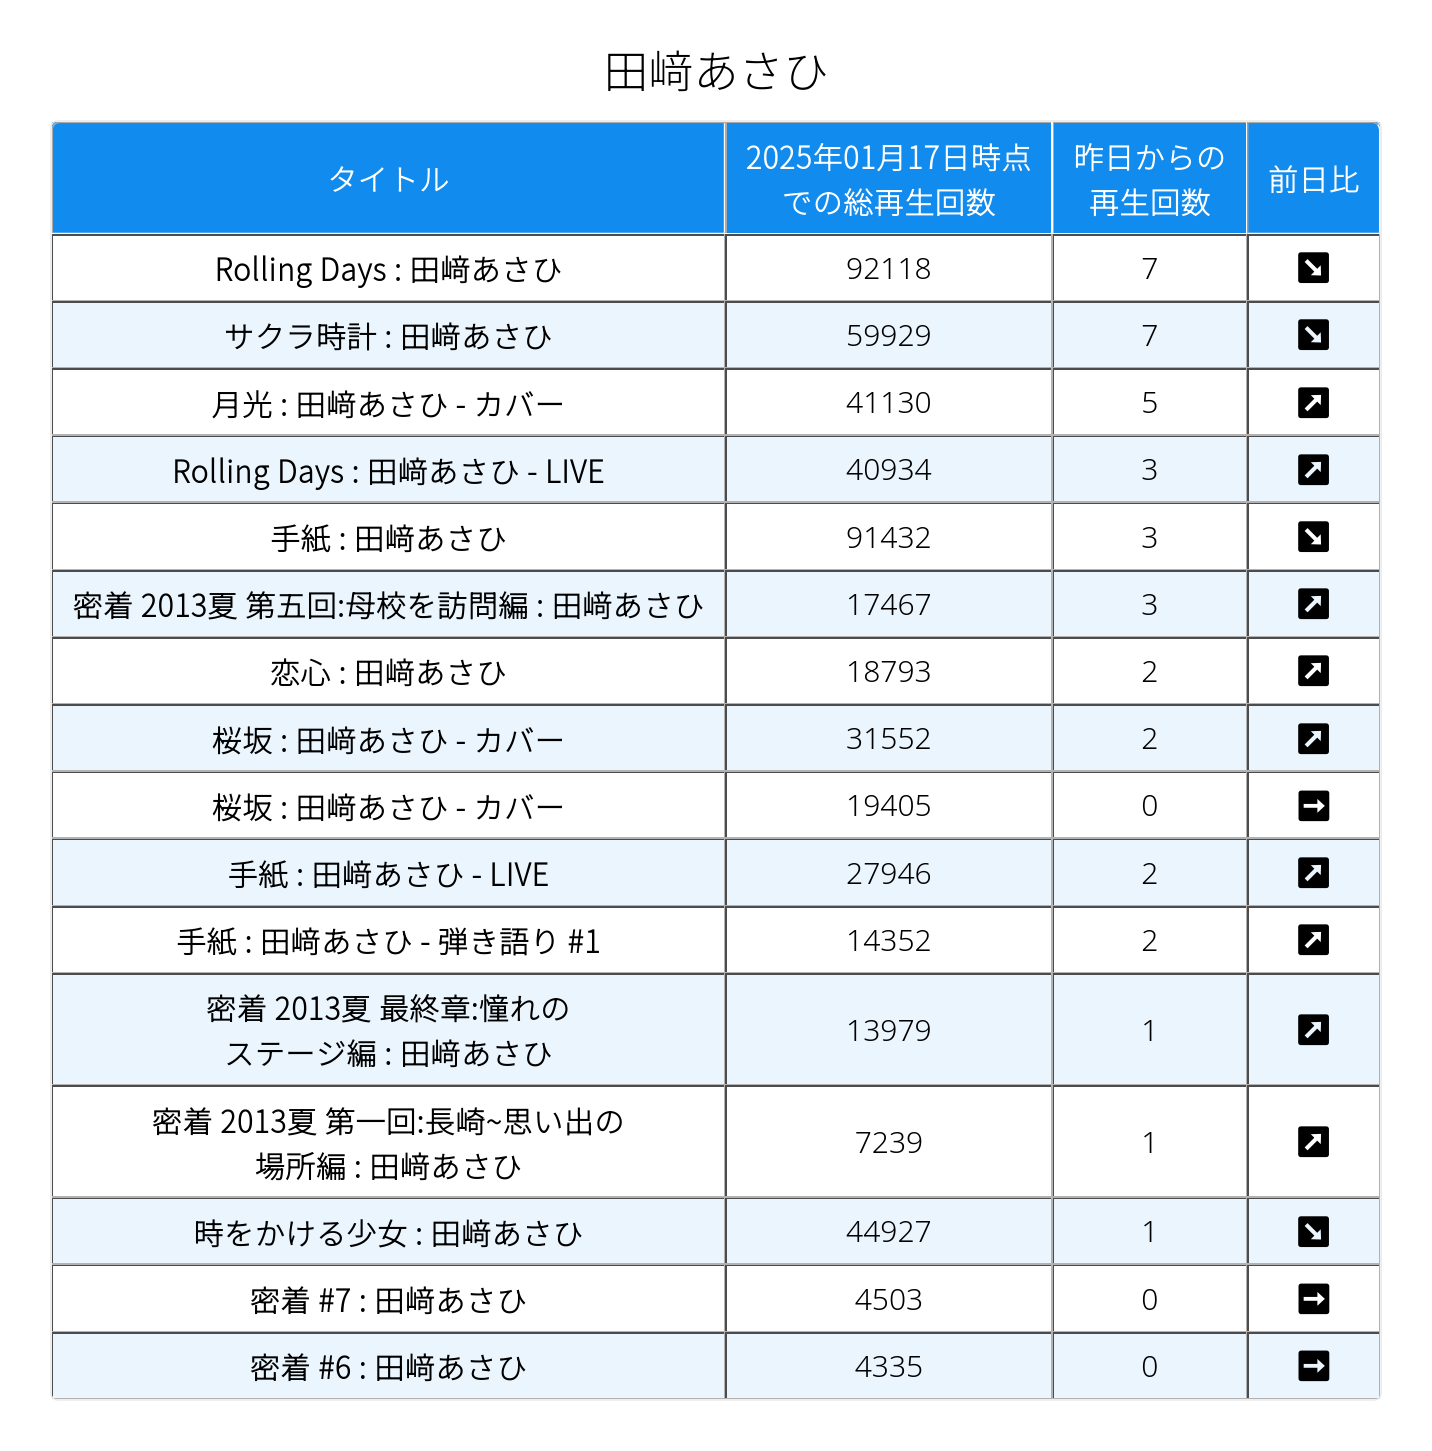 田﨑あさひ
タイトル
2025年01月17日時点
での総再生回数
昨日からの
再生回数
前日比
Rolling Days : 田﨑あさひ 92118 7 ↘
サクラ時計 : 田﨑あさひ 59929 7 ↘
月光 : 田﨑あさひ - カバー 41130 5 ↗
Rolling Days : 田﨑あさひ - LIVE 40934 3 ↗
手紙 : 田﨑あさひ 91432 3 ↘
密着 2013夏 第五回:母校を訪問編 : 田﨑あさひ 17467 3 ↗
恋心 : 田﨑あさひ 18793 2 ↗
桜坂 : 田﨑あさひ - カバー 31552 2 ↗
桜坂 : 田﨑あさひ - カバー 19405 0 →
手紙 : 田﨑あさひ - LIVE 27946 2 ↗
手紙 : 田﨑あさひ - 弾き語り #1 14352 2 ↗
密着 2013夏 最終章:憧れの
ステージ編 : 田﨑あさひ 13979 1 ↗
密着 2013夏 第一回:長崎~思い出の
場所編 : 田﨑あさひ 7239 1 ↗
時をかける少女 : 田﨑あさひ 44927 1 ↘
密着 #7 : 田﨑あさひ 4503 0 →
密着 #6 : 田﨑あさひ 4335 0 →